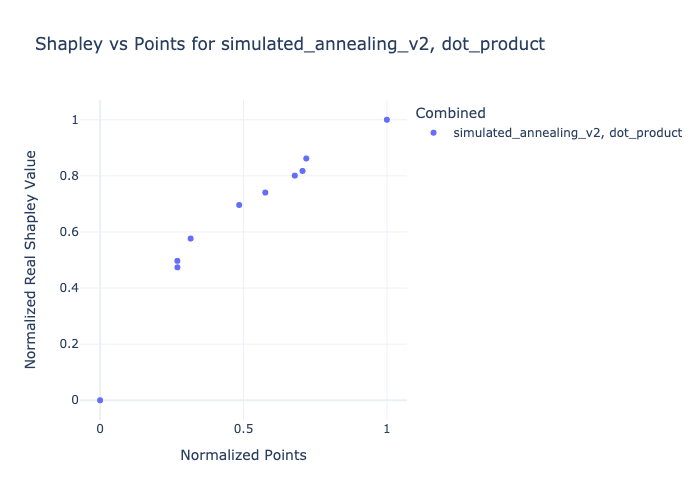 Shapley vs Points for simulated_annealing_v2, dot_product
Combined
simulated_annealing_v2, dot_product
Normalized Real Shapley Value
1
0.8
0.6
0.4
0.2
0
0
0.5
1
Normalized Points